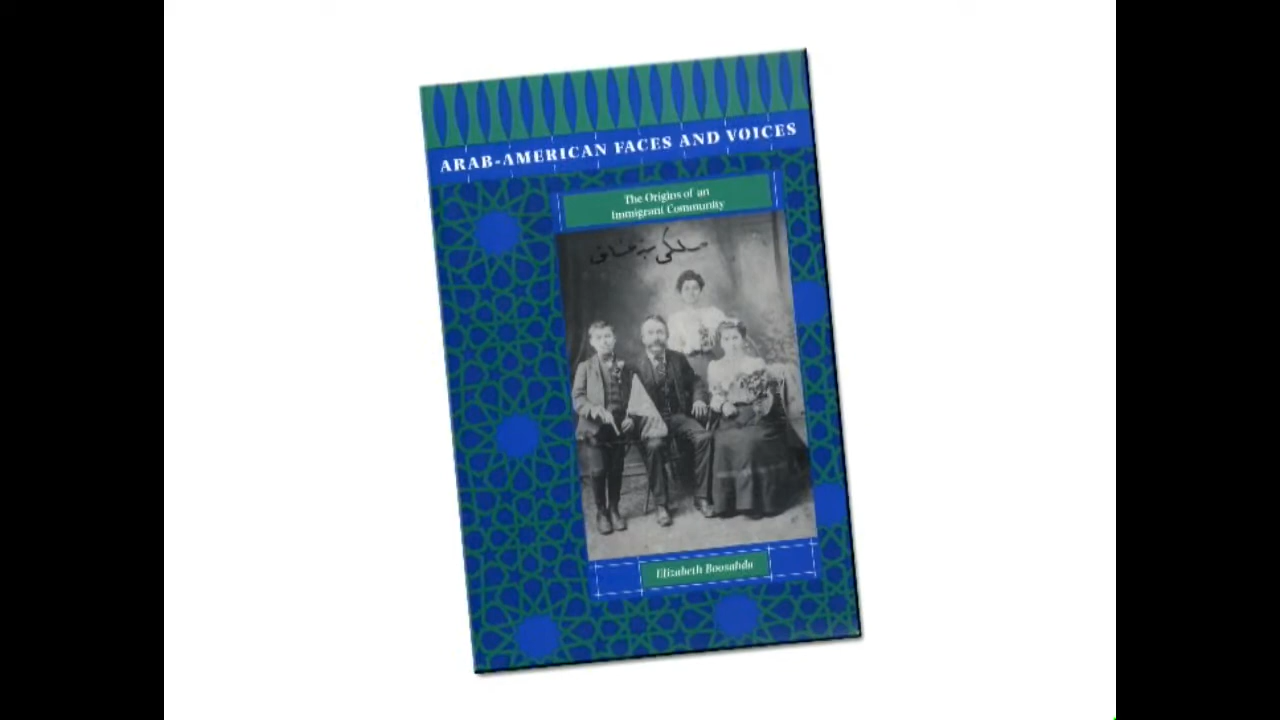 ARAB-AMERICAN FACES AND VOICES
The Origins of an
Immigrant Community
Elizabeth Boosahda